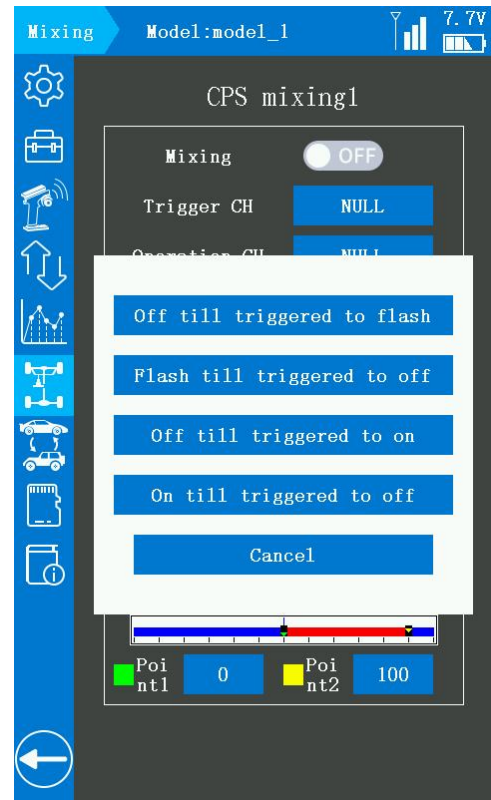 Mixing
Model:model_1
7.7V
CPS mixing1
Mixing
OFF
Trigger CH
NULL
Off till triggered to flash
Flash till triggered to off
Off till triggered to on
On till triggered to off
Cancel
Poi
nt1
0
Poi
nt2
100